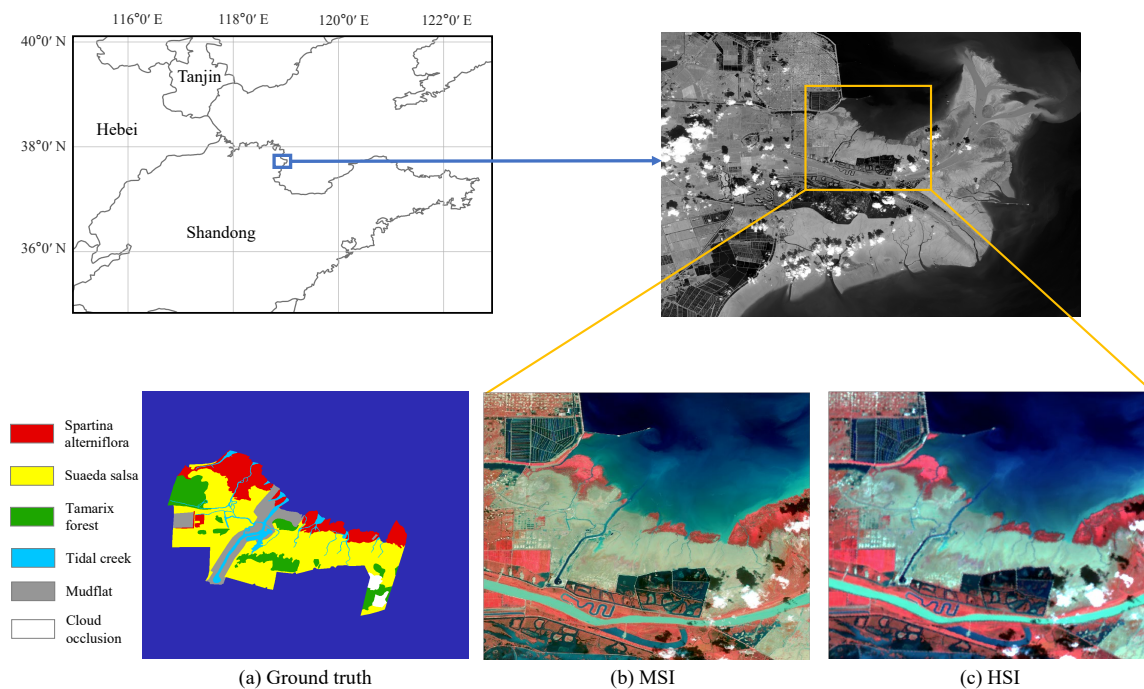 116°0′ E 118°0′ E 120°0′ E 122°0′ E
40°0′ N
Tanjin
Hebei
38°0′ N
Shandong
36°0′ N
Spartina
alterniflora
Suaeda salsa
Tamarix
forest
Tidal creek
Mudflat
Cloud
occlusion
(a) Ground truth
(b) MSI
(c) HSI